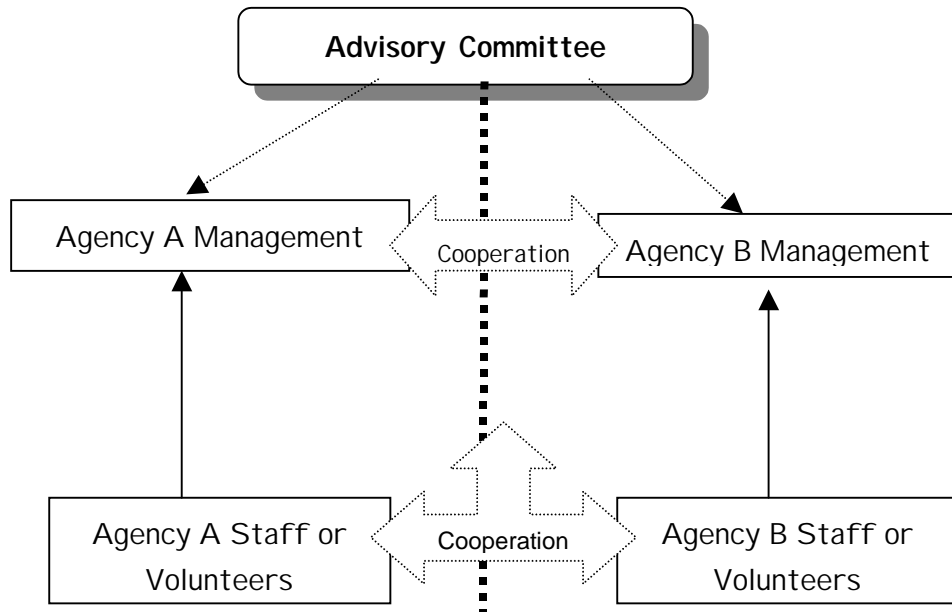 Advisory Committee
Agency A Management
Cooperation
Agency B Management
Agency A Staff or
Volunteers
Cooperation
Agency B Staff or
Volunteers